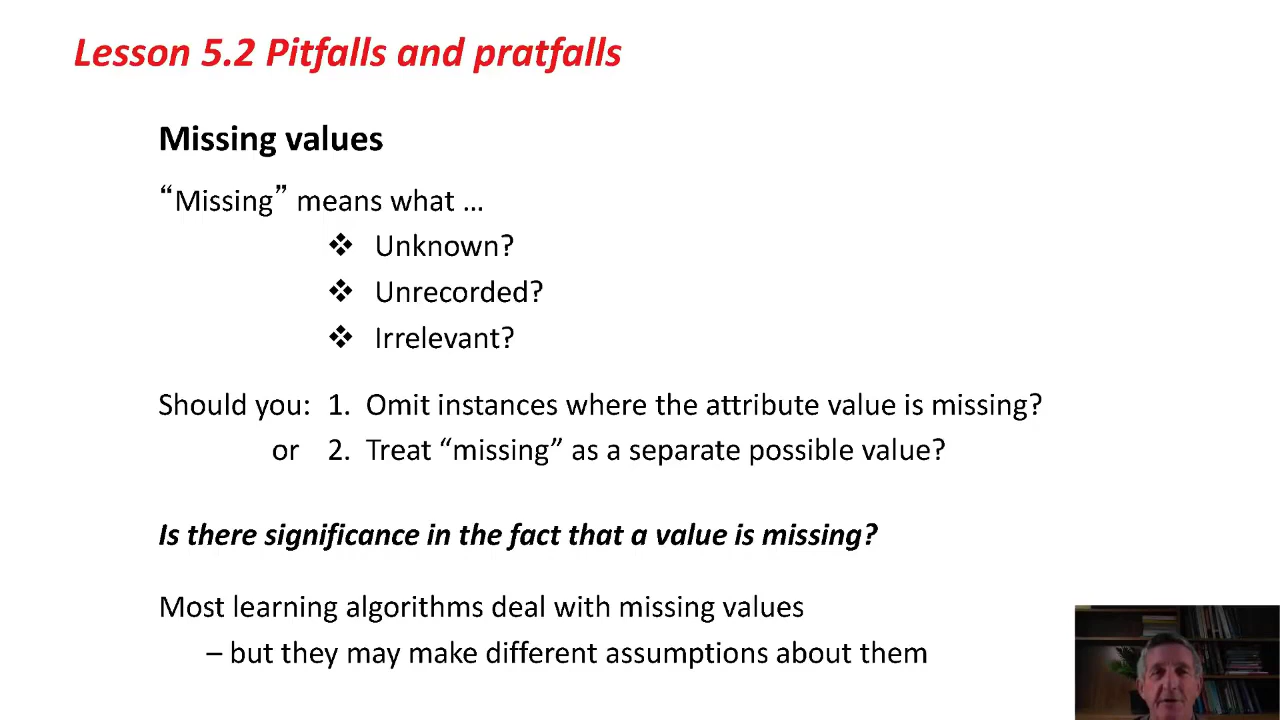 Lesson 5.2 Pitfalls and pratfalls
Missing values
“Missing” means what …
❖ Unknown?
❖ Unrecorded?
❖ Irrelevant?
Should you: 1. Omit instances where the attribute value is missing?
or 2. Treat “missing” as a separate possible value?
Is there significance in the fact that a value is missing?
Most learning algorithms deal with missing values
– but they may make different assumptions about them